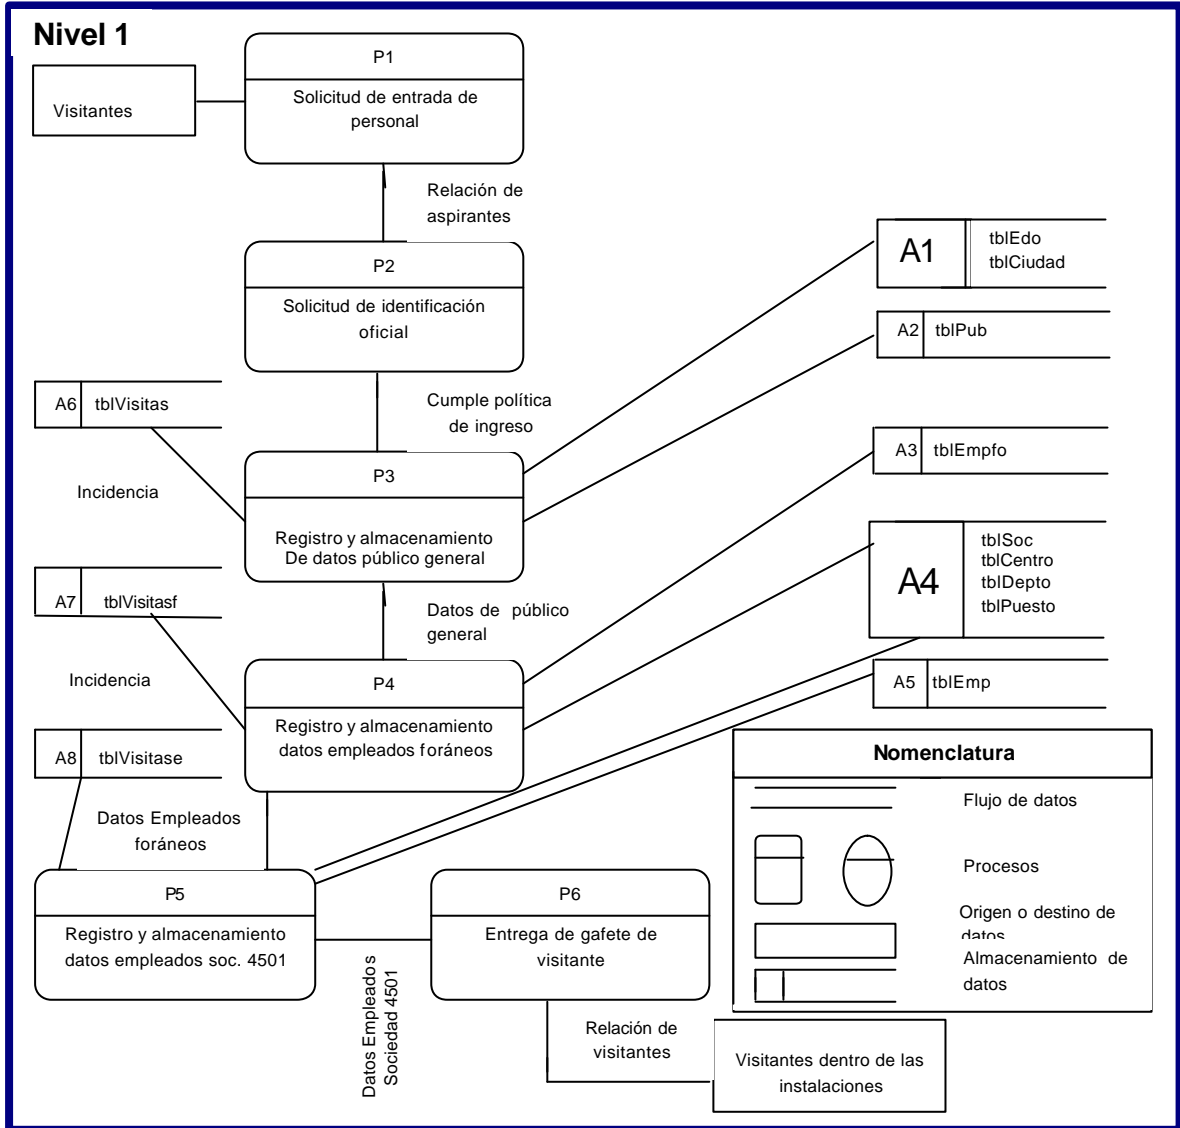 Nivel 1
P1
Visitantes
Solicitud de entrada de
personal
Relación de
aspirantes
P2
Solicitud de identificación
oficial
A1
tblEdo
tblCiudad
A2
tblPub
A6
tblVisitas
Cumple política
de ingreso
A3
tblEmpfo
P3
Registro y almacenamiento
De datos público general
Incidencia
A4
tblSoc
tblCentro
tblDepto
tblPuesto
A7
tblVisitasf
Datos de público
general
Incidencia
P4
Registro y almacenamiento
datos empleados foráneos
A5
tblEmp
A8
tblVisitase
Datos Empleados
foráneos
Nomenclatura
Flujo de datos
Procesos
Origen o destino de
datos
Almacenamiento de
datos
P5
Registro y almacenamiento
datos empleados soc. 4501
P6
Entrega de gafete de
visitante
Datos Empleados
Sociedad 4501
Relación de
visitantes
Visitantes dentro de las
instalaciones